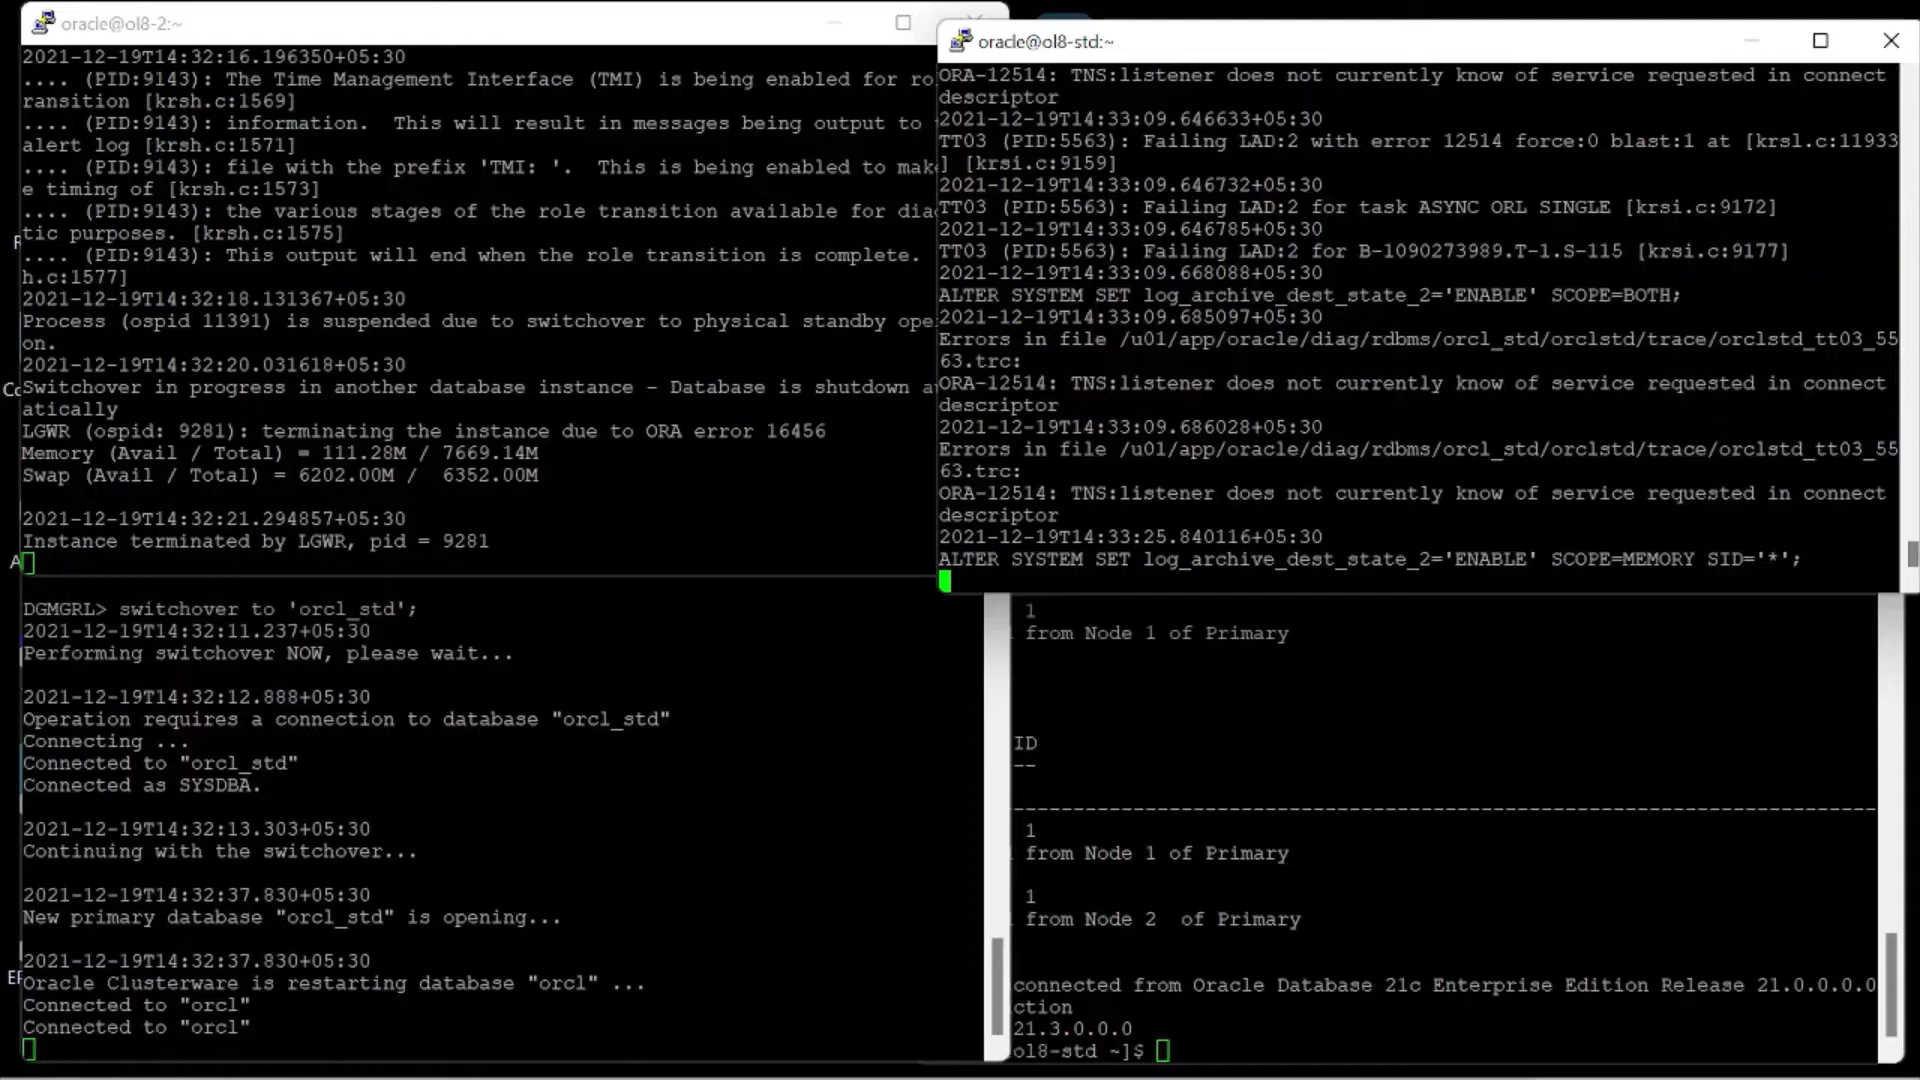 oracle@ol8-2:~
2021-12-19T14:32:16.196350+05:30
.... (PID:9143): The Time Management Interface (TMI) is being enabled for ro
ransition [krsh.c:1569]
.... (PID:9143): information.  This will result in messages being output to
alert log [krsh.c:1571]
.... (PID:9143): file with the prefix 'TMI: '.  This is being enabled to mak
e timing of [krsh.c:1573]
.... (PID:9143): the various stages of the role transition available for dia
tic purposes. [krsh.c:1575]
.... (PID:9143): This output will end when the role transition is complete.
h.c:1577]
2021-12-19T14:32:18.131367+05:30
Process (ospid 11391) is suspended due to switchover to physical standby ope
on.
2021-12-19T14:32:20.031618+05:30
Switchover in progress in another database instance - Database is shutdown a
atically
LGWR (ospid: 9281): terminating the instance due to ORA error 16456
Memory (Avail / Total) = 111.28M / 7669.14M
Swap (Avail / Total) = 6202.00M /  6352.00M
2021-12-19T14:32:21.294857+05:30
Instance terminated by LGWR, pid = 9281
oracle@ol8-std:~
ORA-12514: TNS:listener does not currently know of service requested in connect
descriptor
2021-12-19T14:33:09.646633+05:30
TT03 (PID:5563): Failing LAD:2 with error 12514 force:0 blast:1 at [krsl.c:11933
] [krsi.c:9159]
2021-12-19T14:33:09.646732+05:30
TT03 (PID:5563): Failing LAD:2 for task ASYNC ORL SINGLE [krsi.c:9172]
2021-12-19T14:33:09.646785+05:30
TT03 (PID:5563): Failing LAD:2 for B-1090273989.T-1.S-115 [krsi.c:9177]
2021-12-19T14:33:09.668088+05:30
ALTER SYSTEM SET log_archive_dest_state_2='ENABLE' SCOPE=BOTH;
2021-12-19T14:33:09.685097+05:30
Errors in file /u01/app/oracle/diag/rdbms/orcl_std/orclstd/trace/orclstd_tt03_55
63.trc:
ORA-12514: TNS:listener does not currently know of service requested in connect
descriptor
2021-12-19T14:33:09.686028+05:30
Errors in file /u01/app/oracle/diag/rdbms/orcl_std/orclstd/trace/orclstd_tt03_55
63.trc:
ORA-12514: TNS:listener does not currently know of service requested in connect
descriptor
2021-12-19T14:33:25.840116+05:30
ALTER SYSTEM SET log_archive_dest_state_2='ENABLE' SCOPE=MEMORY SID='*';
DGMGRL> switchover to 'orcl_std';
2021-12-19T14:32:11.237+05:30
Performing switchover NOW, please wait...
2021-12-19T14:32:12.888+05:30
Operation requires a connection to database "orcl_std"
Connecting ...
Connected to "orcl_std"
Connected as SYSDBA.
2021-12-19T14:32:13.303+05:30
Continuing with the switchover...
2021-12-19T14:32:37.830+05:30
New primary database "orcl_std" is opening...
2021-12-19T14:32:37.830+05:30
Oracle Clusterware is restarting database "orcl" ...
Connected to "orcl"
Connected to "orcl"
1
from Node 1 of Primary
ID
--
-----------------------------------------------------------------------
1
from Node 1 of Primary
1
from Node 2  of Primary
connected from Oracle Database 21c Enterprise Edition Release 21.0.0.0.0
ction
21.3.0.0.0
ol8-std ~]$